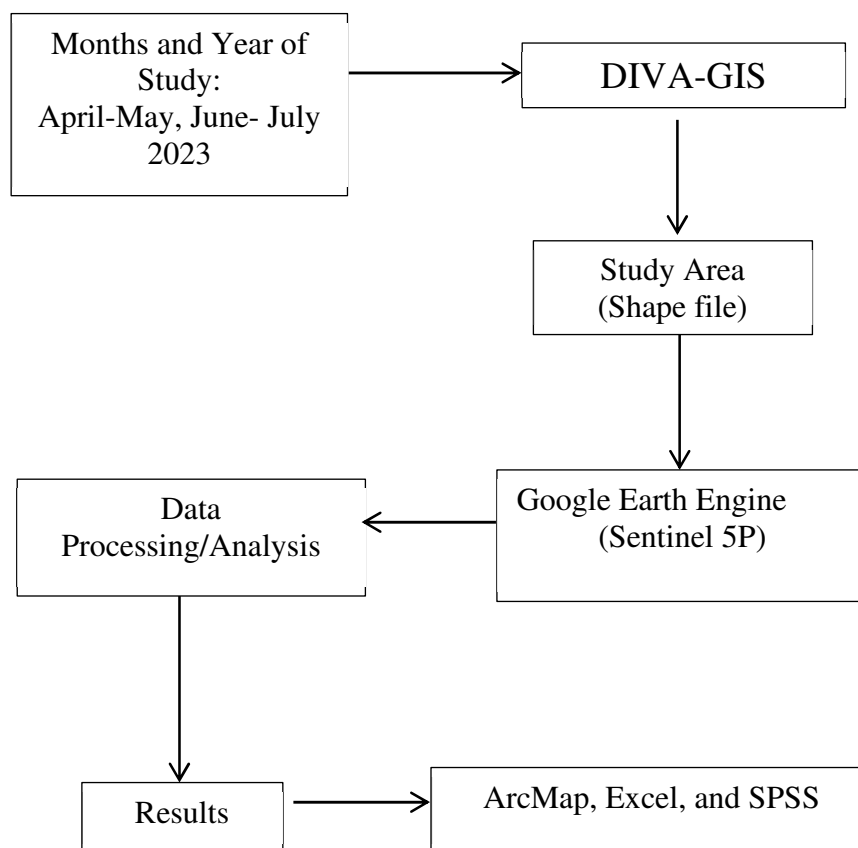 Months and Year of
Study:
April-May, June- July
2023
DIVA-GIS
Study Area
(Shape file)
Google Earth Engine
(Sentinel 5P)
Data
Processing/Analysis
Results
ArcMap, Excel, and SPSS